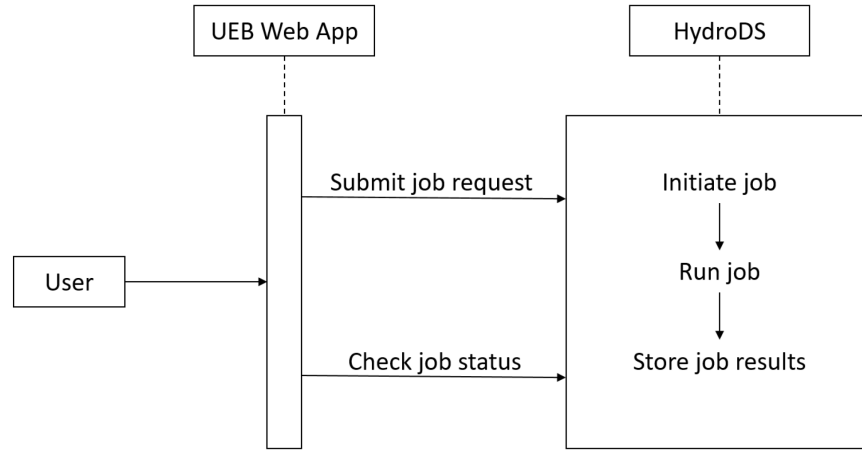 UEB Web App
HydroDS
Submit job request
Initiate job
User
Run job
Check job status
Store job results